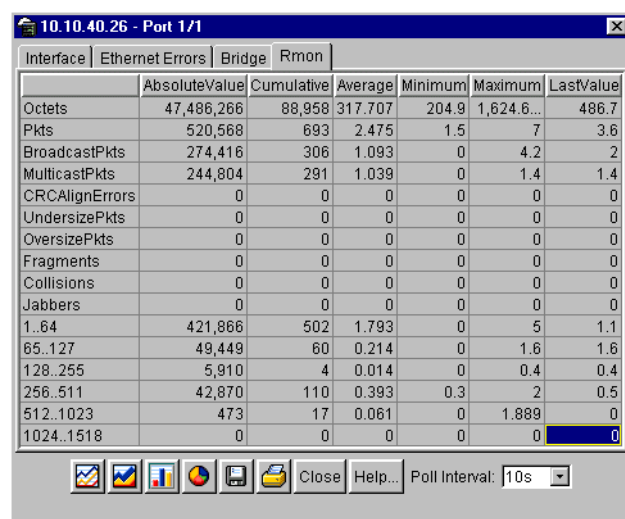 10.10.40.26 - Port 1/1
Interface Ethernet Errors Bridge Rmon
AbsoluteValue Cumulative Average Minimum Maximum LastValue
Octets 47,486,266 88,958 317.707 204.9 1,624.6... 486.7
Pkts 520,568 693 2.475 1.5 7 3.6
BroadcastPkts 274,416 306 1.093 0 4.2 2
MulticastPkts 244,804 291 1.039 0 1.4 1.4
CRCAlignErrors 0 0 0 0 0 0
UndersizePkts 0 0 0 0 0 0
OversizePkts 0 0 0 0 0 0
Fragments 0 0 0 0 0 0
Collisions 0 0 0 0 0 0
Jabbers 0 0 0 0 0 0
1..64 421,866 502 1.793 0 5 1.1
65..127 49,449 60 0.214 0 1.6 1.6
128..255 5,910 4 0.014 0 0.4 0.4
256..511 42,870 110 0.393 0.3 2 0.5
512..1023 473 17 0.061 0 1.889 0
1024..1518 0 0 0 0 0 0
Close Help... Poll Interval: 10s